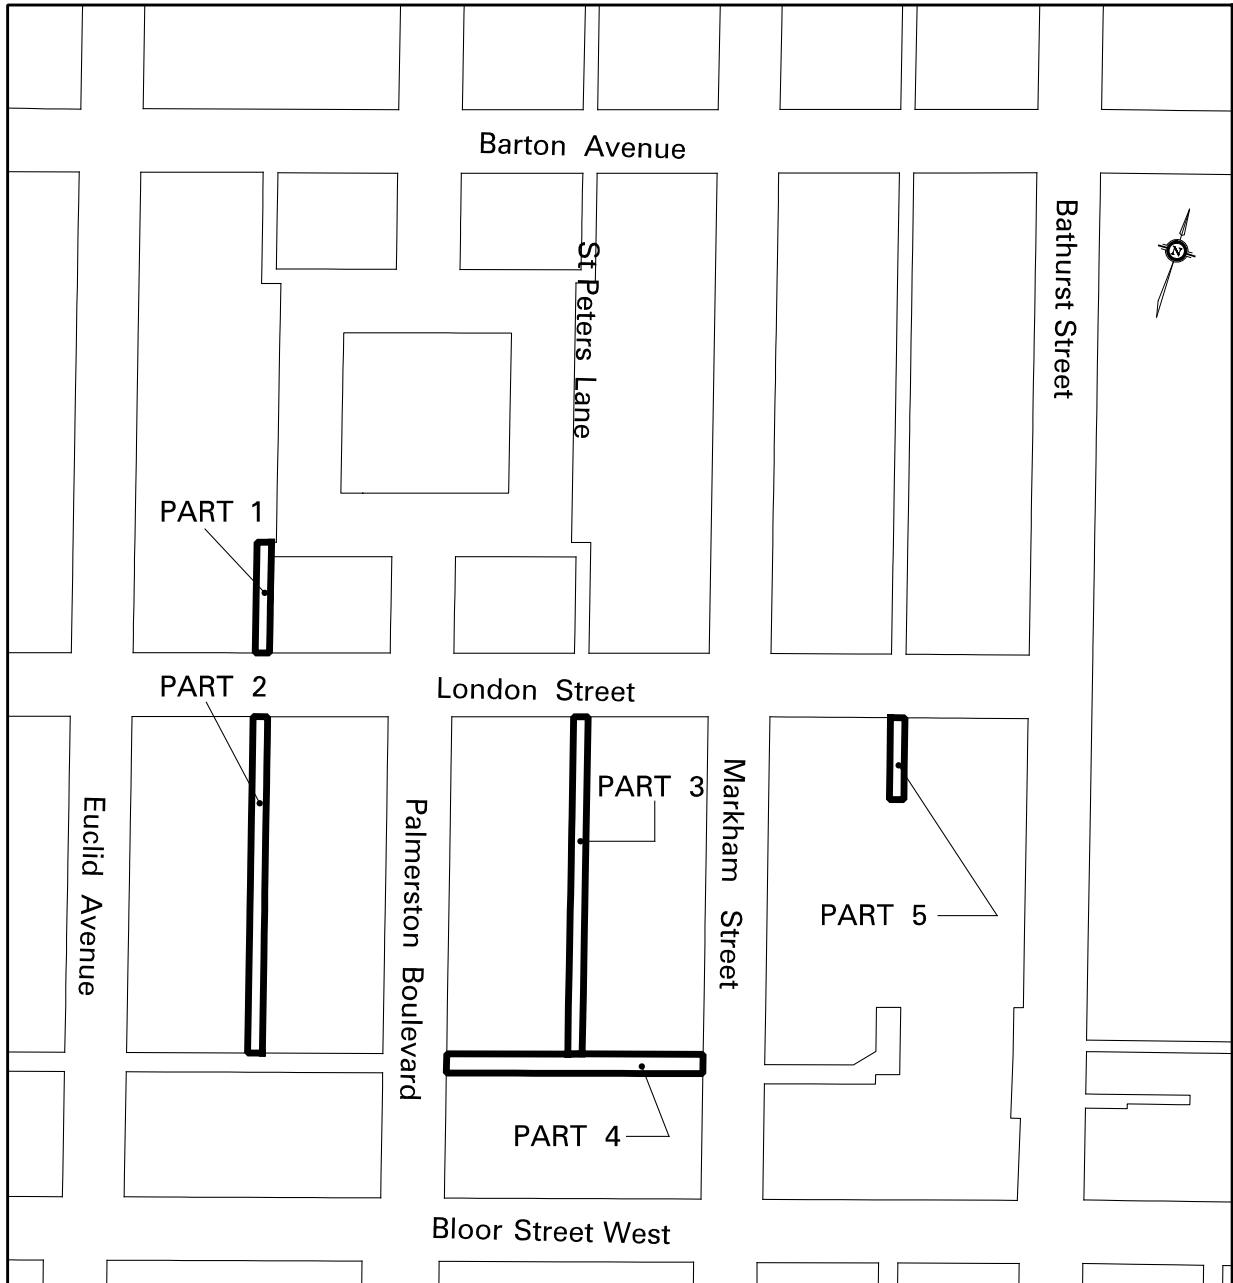 Barton Avenue
St Peters Lane
Bathurst Street
N
PART 1
PART 2
London Street
PART 3
Euclid Avenue
Palmerston Boulevard
Markham Street
PART 5
PART 4
Bloor Street West